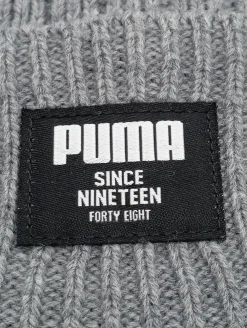 PUMA
SINCE
NINETEEN
FORTY EIGHT